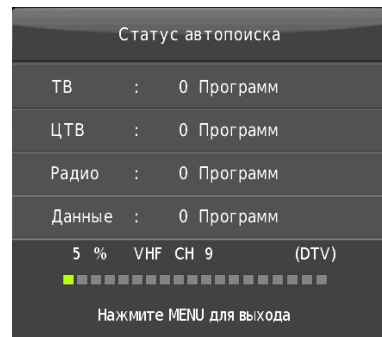 Статус автопоиска
ТВ : 0 Программ
ЦТВ : 0 Программ
Радио : 0 Программ
Данные : 0 Программ
5 % VHF CH 9 (DTV)
Нажмите MENU для выхода